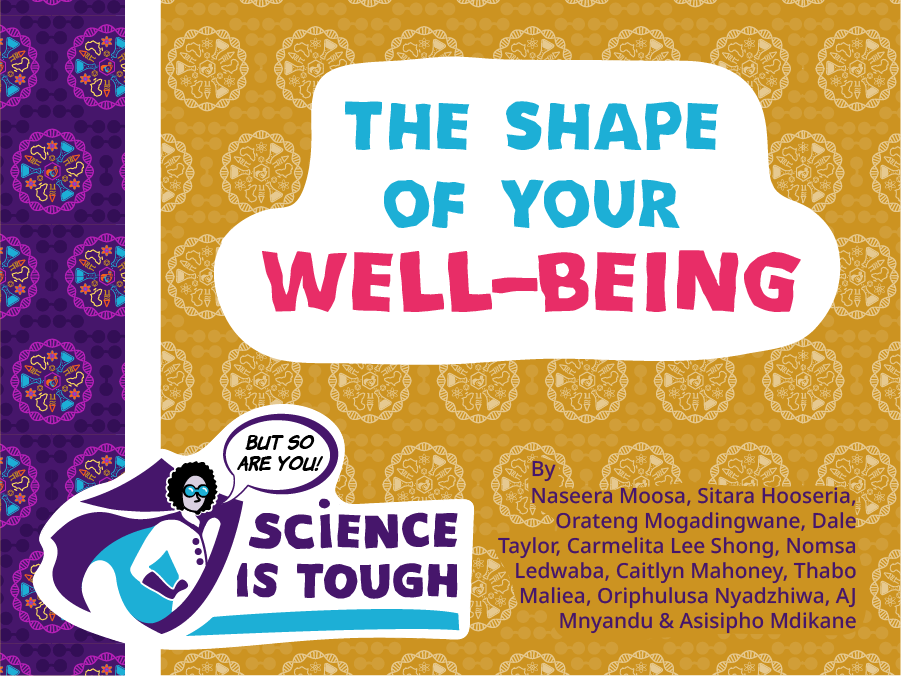 THE SHAPE
OF YOUR
WELL–BEING
BUT SO
ARE YOU!
SCiENCE
IS TOUGH
By
Naseera Moosa, Sitara Hooseria,
Orateng Mogadingwane, Dale
Taylor, Carmelita Lee Shong, Nomsa
Ledwaba, Caitlyn Mahoney, Thabo
Maliea, Oriphulusa Nyadzhiwa, AJ
Mnyandu & Asisipho Mdikane